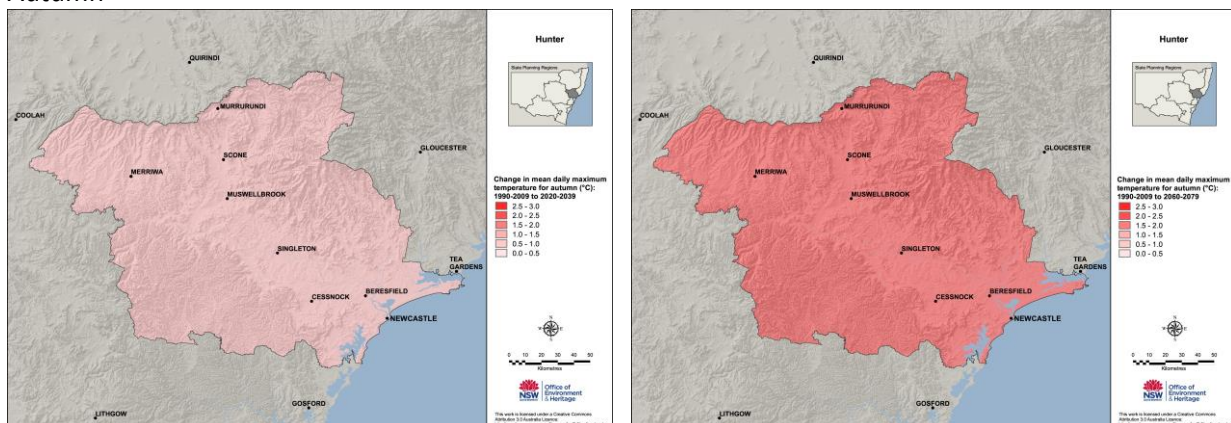 Hunter
State Planning Regions
QUIRINDI
COOLAH
MURRURUNDI
GLOUCESTER
SCONE
MERRIWA
MUSWELLBROOK
SINGLETON
TEA
GARDENS
CESSNOCK
BERESFIELD
NEWCASTLE
GOSFORD
LITHGOW
Change in mean daily maximum
temperature for autumn (°C):
1990-2009 to 2020-2039
2.5 - 3.0
2.0 - 2.5
1.5 - 2.0
1.0 - 1.5
0.5 - 1.0
0.0 - 0.5
0 10 20 30 40 50
Kilometres
NSW
Office of
Environment
& Heritage
This work is licensed under a Creative Commons
Attribution 3.0 Australia Licence
Hunter
State Planning Regions
QUIRINDI
COOLAH
MURRURUNDI
GLOUCESTER
SCONE
MERRIWA
MUSWELLBROOK
SINGLETON
TEA
GARDENS
CESSNOCK
BERESFIELD
NEWCASTLE
GOSFORD
LITHGOW
Change in mean daily maximum
temperature for autumn (°C):
1990-2009 to 2060-2079
2.5 - 3.0
2.0 - 2.5
1.5 - 2.0
1.0 - 1.5
0.5 - 1.0
0.0 - 0.5
0 10 20 30 40 50
Kilometres
NSW
Office of
Environment
& Heritage
This work is licensed under a Creative Commons
Attribution 3.0 Australia Licence